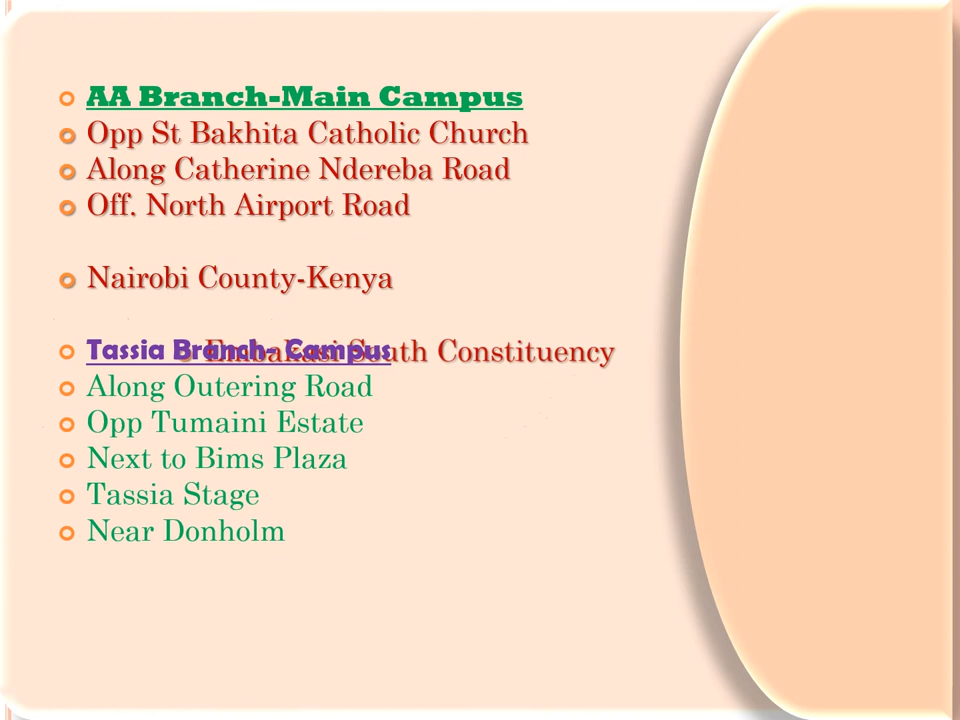 AA Branch-Main Campus
Opp St Bakhita Catholic Church
Along Catherine Ndereba Road
Off. North Airport Road
Nairobi County-Kenya
Embakasi South Constituency
Tassia Branch- Campus
Along Outering Road
Opp Tumaini Estate
Next to Bims Plaza
Tassia Stage
Near Donholm